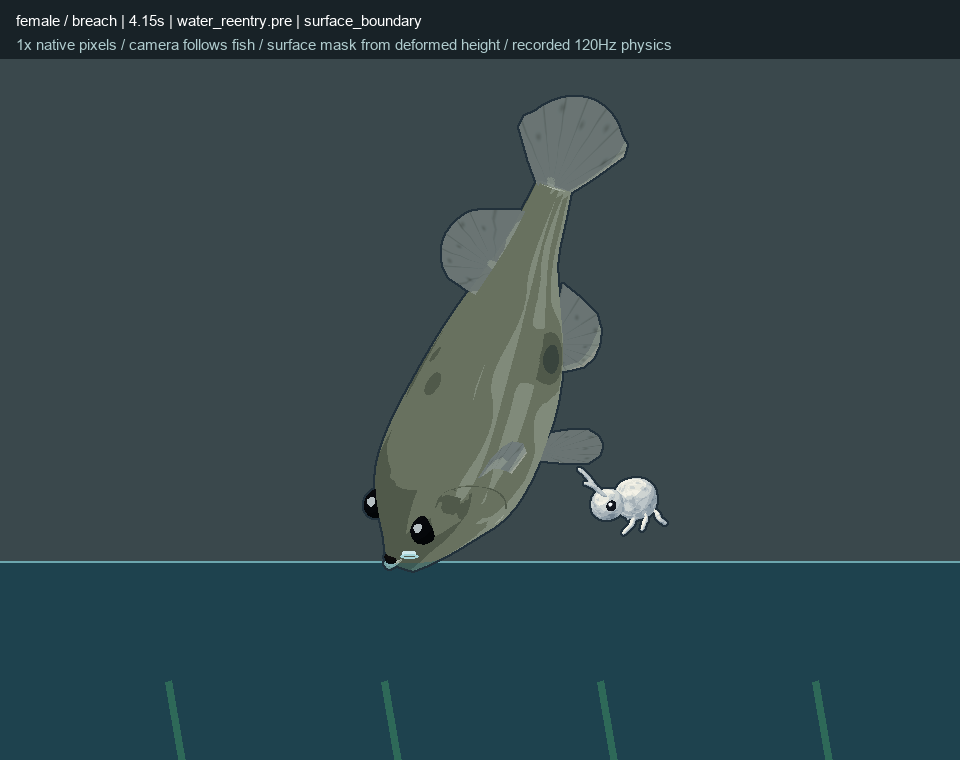 female / breach | 4.15s | water_reentry.pre | surface_boundary
1x native pixels / camera follows fish / surface mask from deformed height / recorded 120Hz physics